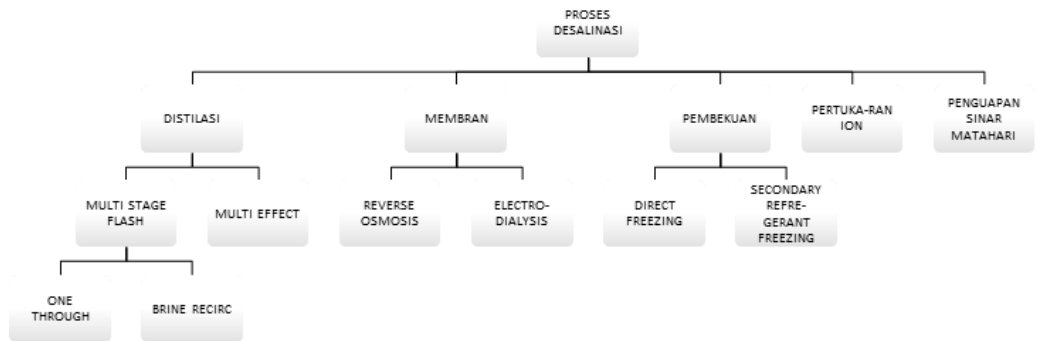 PROSES
DESALINASI
DISTILASI
MEMBRAN
PEMBEKUAN
PERTUKA-RAN
ION
PENGUAPAN
SINAR
MATAHARI
MULTI STAGE
FLASH
MULTI EFFECT
REVERSE
OSMOSIS
ELECTRO-
DIALYSIS
DIRECT
FREEZING
SECONDARY
REFRE-
GERANT
FREEZING
ONE
THROUGH
BRINE RECIRC